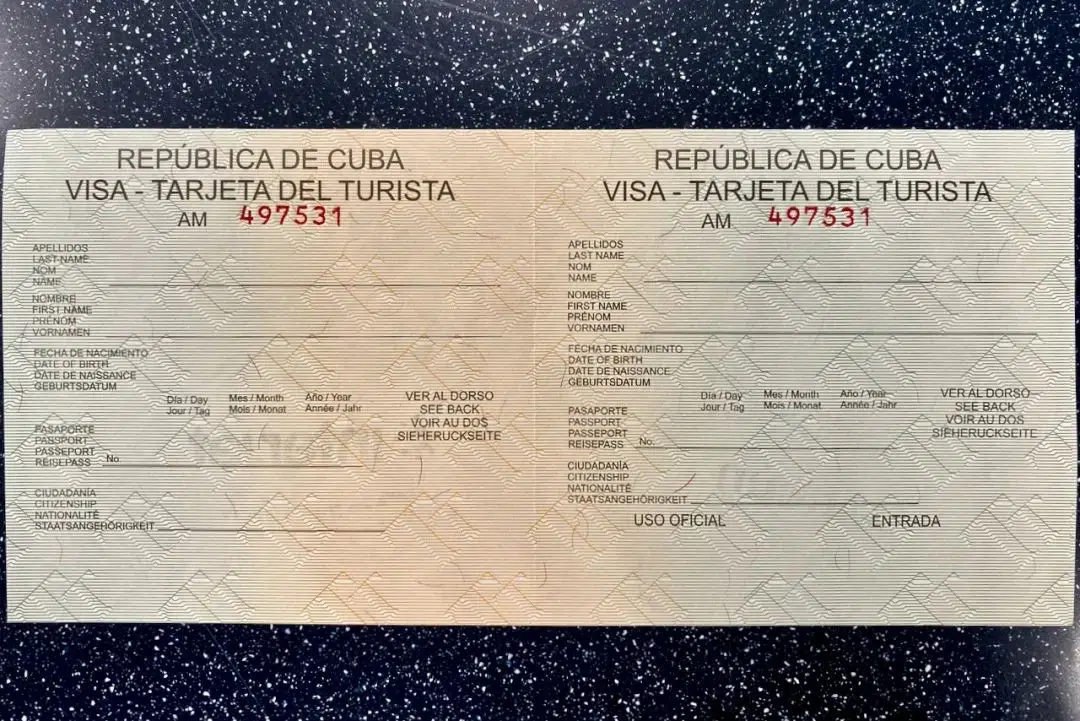 REPÚBLICA DE CUBA
VISA - TARJETA DEL TURISTA
AM 497531
APELLIDOS
LAST NAME
NOM
NAME
NOMBRE
FIRST NAME
PRÉNOM
VORNAMEN
FECHA DE NACIMIENTO
DATE OF BIRTH
DATE DE NAISSANCE
GEBURTSDATUM
Día / Day Mes / Month Año / Year
Jour / Tag Mois / Monat Année / Jahr
VER AL DORSO
SEE BACK
VOIR AU DOS
SIEHERUCKSEITE
PASAPORTE
PASSPORT
PASSEPORT
REISEPASS No.
CIUDADANÍA
CITIZENSHIP
NATIONALITÉ
STAATSANGEHÖRIGKEIT
REPÚBLICA DE CUBA
VISA - TARJETA DEL TURISTA
AM 497531
APELLIDOS
LAST NAME
NOM
NAME
NOMBRE
FIRST NAME
PRÉNOM
VORNAMEN
FECHA DE NACIMIENTO
DATE OF BIRTH
DATE DE NAISSANCE
GEBURTSDATUM
Día / Day Mes / Month Año / Year
Jour / Tag Mois / Monat Année / Jahr
VER AL DORSO
SEE BACK
VOIR AU DOS
SIEHERUCKSEITE
PASAPORTE
PASSPORT
PASSEPORT
REISEPASS No.
CIUDADANÍA
CITIZENSHIP
NATIONALITÉ
STAATSANGEHÖRIGKEIT
USO OFICIAL ENTRADA